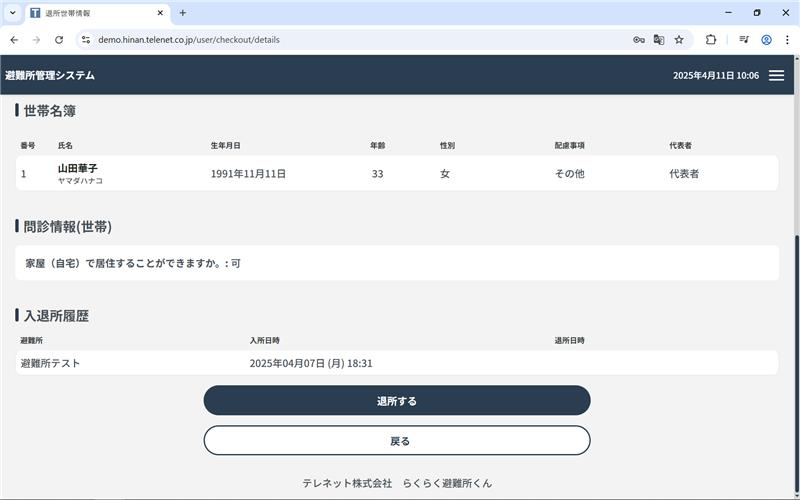 退所世帯情報
demo.hinan.telenet.co.jp/user/checkout/details
避難所管理システム 2025年4月11日 10:06
世帯名簿
番号 氏名 生年月日 年齢 性別 配慮事項 代表者
1 山田華子 1991年11月11日 33 女 その他 代表者
ヤマダハナコ
問診情報(世帯)
家屋（自宅）で居住することができますか。: 可
入退所履歴
避難所 入所日時 退所日時
避難所テスト 2025年04月07日 (月) 18:31
退所する
戻る
テレネット株式会社 らくらく避難所くん